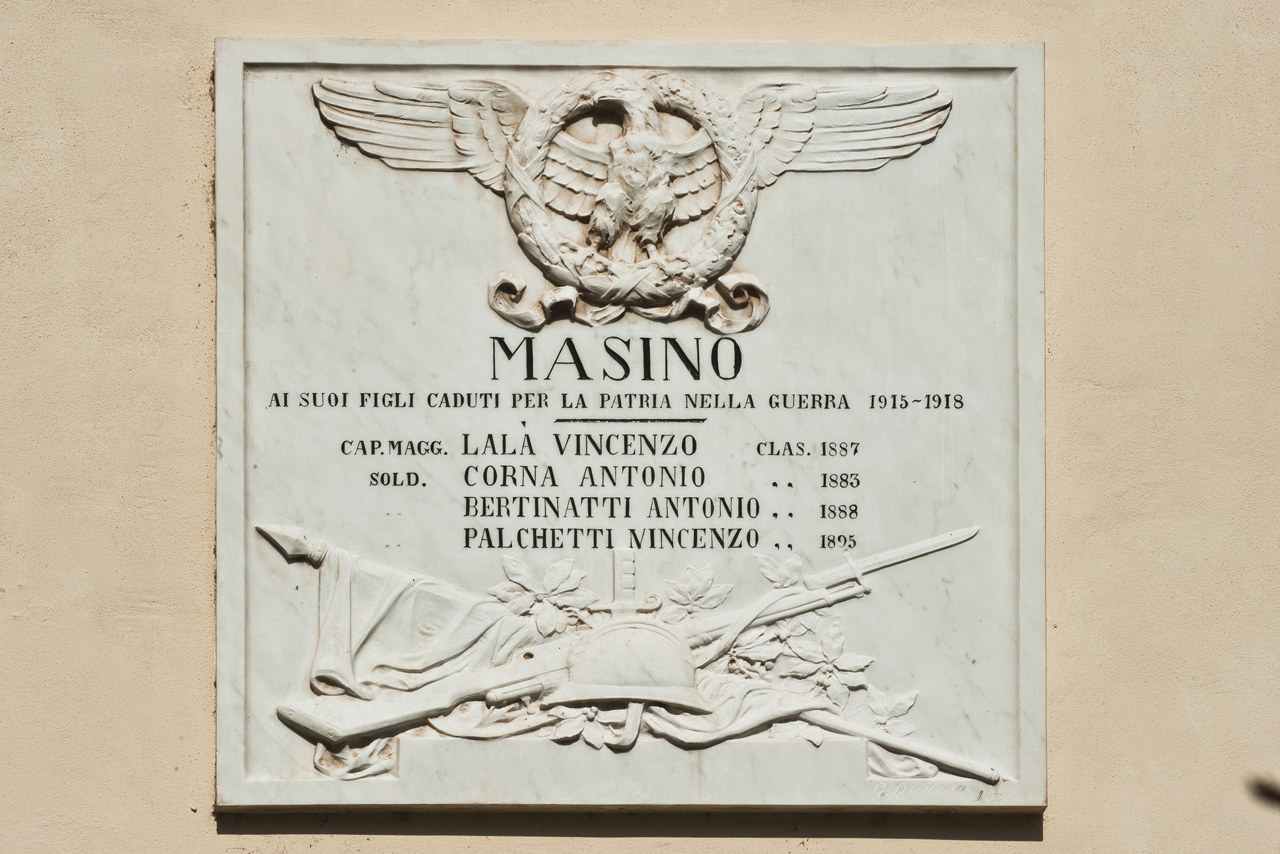 MASINO
AI SUOI FIGLI CADUTI PER LA PATRIA NELLA GUERRA 1915~1918
CAP. MAGG. LALÀ VINCENZO CLAS. 1887
SOLD. CORNA ANTONIO ,, 1883
,, BERTINATTI ANTONIO ,, 1888
,, PALCHETTI VINCENZO ,, 1895